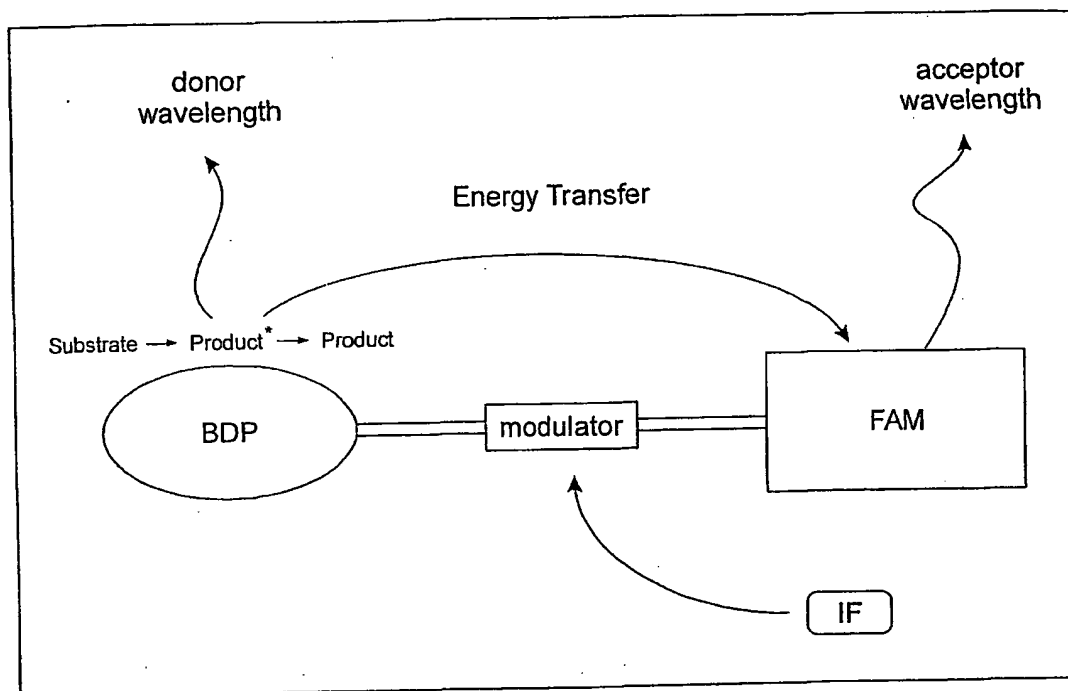 donor
wavelength
acceptor
wavelength
Energy Transfer
Substrate → Product* → Product
BDP
modulator
FAM
IF